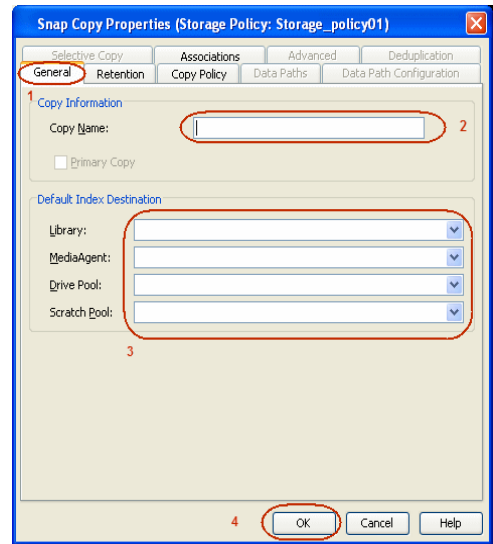 Snap Copy Properties (Storage Policy: Storage_policy01)
Selective Copy Associations Advanced Deduplication
General Retention Copy Policy Data Paths Data Path Configuration
1
Copy Information
Copy Name: 2
Primary Copy
Default Index Destination
Library:
MediaAgent:
Drive Pool:
Scratch Pool:
3
4 OK Cancel Help